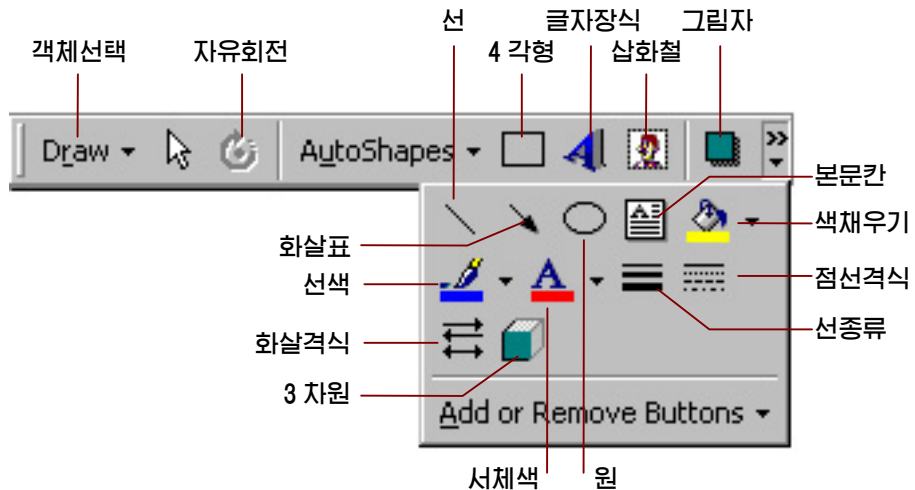 선 글자장식 그림자
객체선택 자유회전 4 각형 삽화철
Draw AutoShapes
본문칸
화살표 색채우기
선색 점선격식
화살격식 선종류
3 차원
Add or Remove Buttons
서체색 원